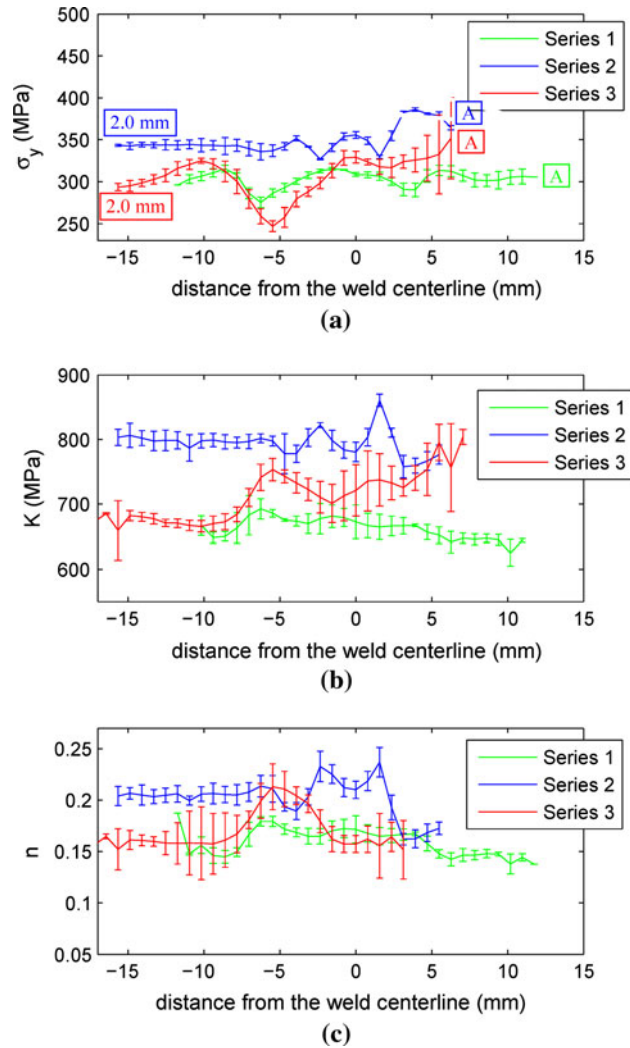 500
450
400
350
300
250
σy (MPa)
Series 1
Series 2
Series 3
2.0 mm
2.0 mm
A
A
A
−15 −10 −5 0 5 10 15
distance from the weld centerline (mm)
(a)
900
800
700
600
K (MPa)
Series 1
Series 2
Series 3
−15 −10 −5 0 5 10 15
distance from the weld centerline (mm)
(b)
0.25
0.2
0.15
0.1
0.05
n
Series 1
Series 2
Series 3
−15 −10 −5 0 5 10 15
distance from the weld centerline (mm)
(c)